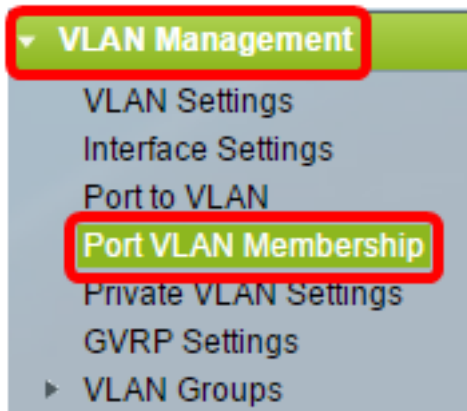 VLAN Management
VLAN Settings
Interface Settings
Port to VLAN
Port VLAN Membership
Private VLAN Settings
GVRP Settings
VLAN Groups